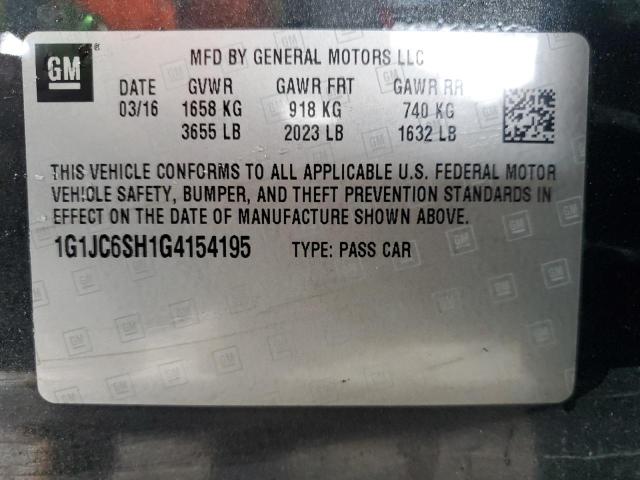 GM
®
MFD BY GENERAL MOTORS LLC
DATE GVWR GAWR FRT GAWR RR
03/16 1658 KG 918 KG 740 KG
3655 LB 2023 LB 1632 LB
THIS VEHICLE CONFORMS TO ALL APPLICABLE U.S. FEDERAL MOTOR
VEHICLE SAFETY, BUMPER, AND THEFT PREVENTION STANDARDS IN
EFFECT ON THE DATE OF MANUFACTURE SHOWN ABOVE.
1G1JC6SH1G4154195 TYPE: PASS CAR